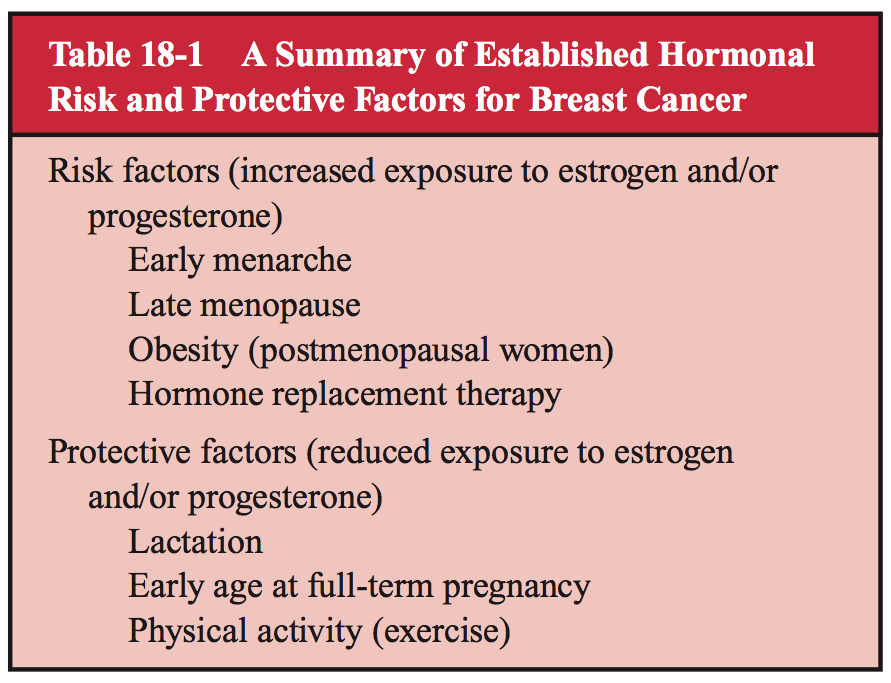 Table 18-1 A Summary of Established Hormonal
Risk and Protective Factors for Breast Cancer
Risk factors (increased exposure to estrogen and/or
progesterone)
Early menarche
Late menopause
Obesity (postmenopausal women)
Hormone replacement therapy
Protective factors (reduced exposure to estrogen
and/or progesterone)
Lactation
Early age at full-term pregnancy
Physical activity (exercise)